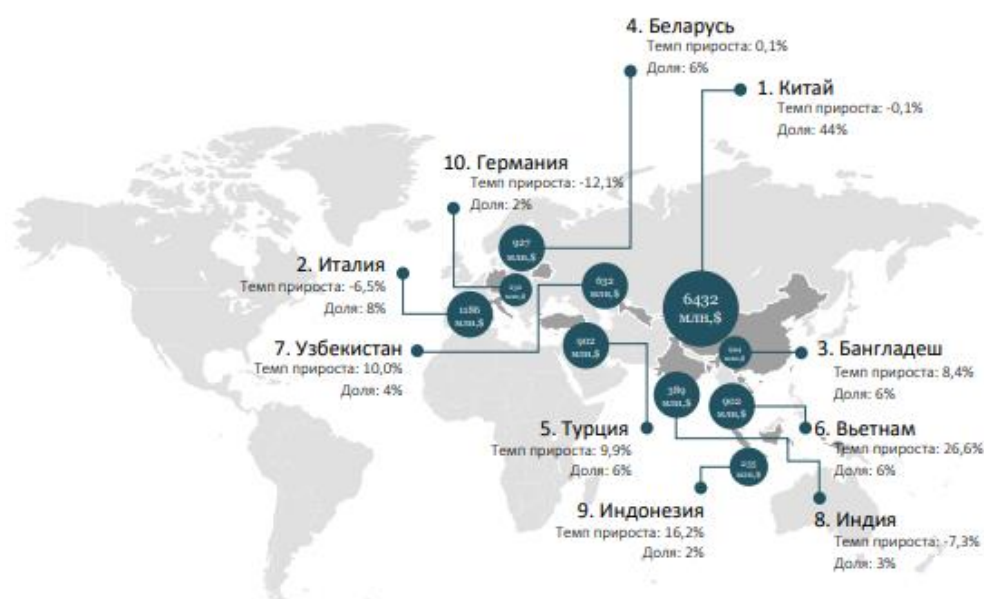 4. Беларусь
Темп прироста: 0,1%
Доля: 6%
1. Китай
Темп прироста: -0,1%
Доля: 44%
10. Германия
Темп прироста: -12,1%
Доля: 2%
927
млн,$
2. Италия
Темп прироста: -6,5%
Доля: 8%
632
млн,$
млн,$
6432
млн,$
1186
млн,$
7. Узбекистан
Темп прироста: 10,0%
Доля: 4%
902
млн,$
млн,$
3. Бангладеш
Темп прироста: 8,4%
Доля: 6%
389
млн,$
902
млн,$
5. Турция
Темп прироста: 9,9%
Доля: 6%
6. Вьетнам
Темп прироста: 26,6%
Доля: 6%
235
млн,$
9. Индонезия
Темп прироста: 16,2%
Доля: 2%
8. Индия
Темп прироста: -7,3%
Доля: 3%